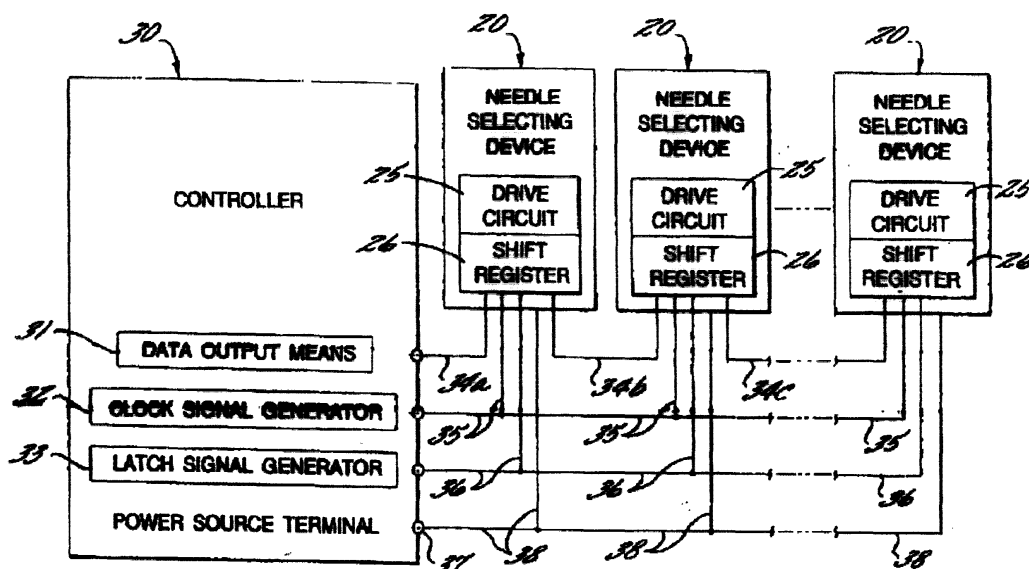 30
20
20
20
NEEDLE
SELECTING
DEVICE
NEEDLE
SELECTING
DEVICE
NEEDLE
SELECTING
DEVICE
25
DRIVE
CIRCUIT
25
DRIVE
CIRCUIT
25
DRIVE
CIRCUIT
CONTROLLER
26
SHIFT
REGISTER
26
SHIFT
REGISTER
26
SHIFT
REGISTER
31
DATA OUTPUT MEANS
34a
34b
34c
32
CLOCK SIGNAL GENERATOR
35
35
35
33
LATCH SIGNAL GENERATOR
36
36
36
POWER SOURCE TERMINAL
37
38
38
38